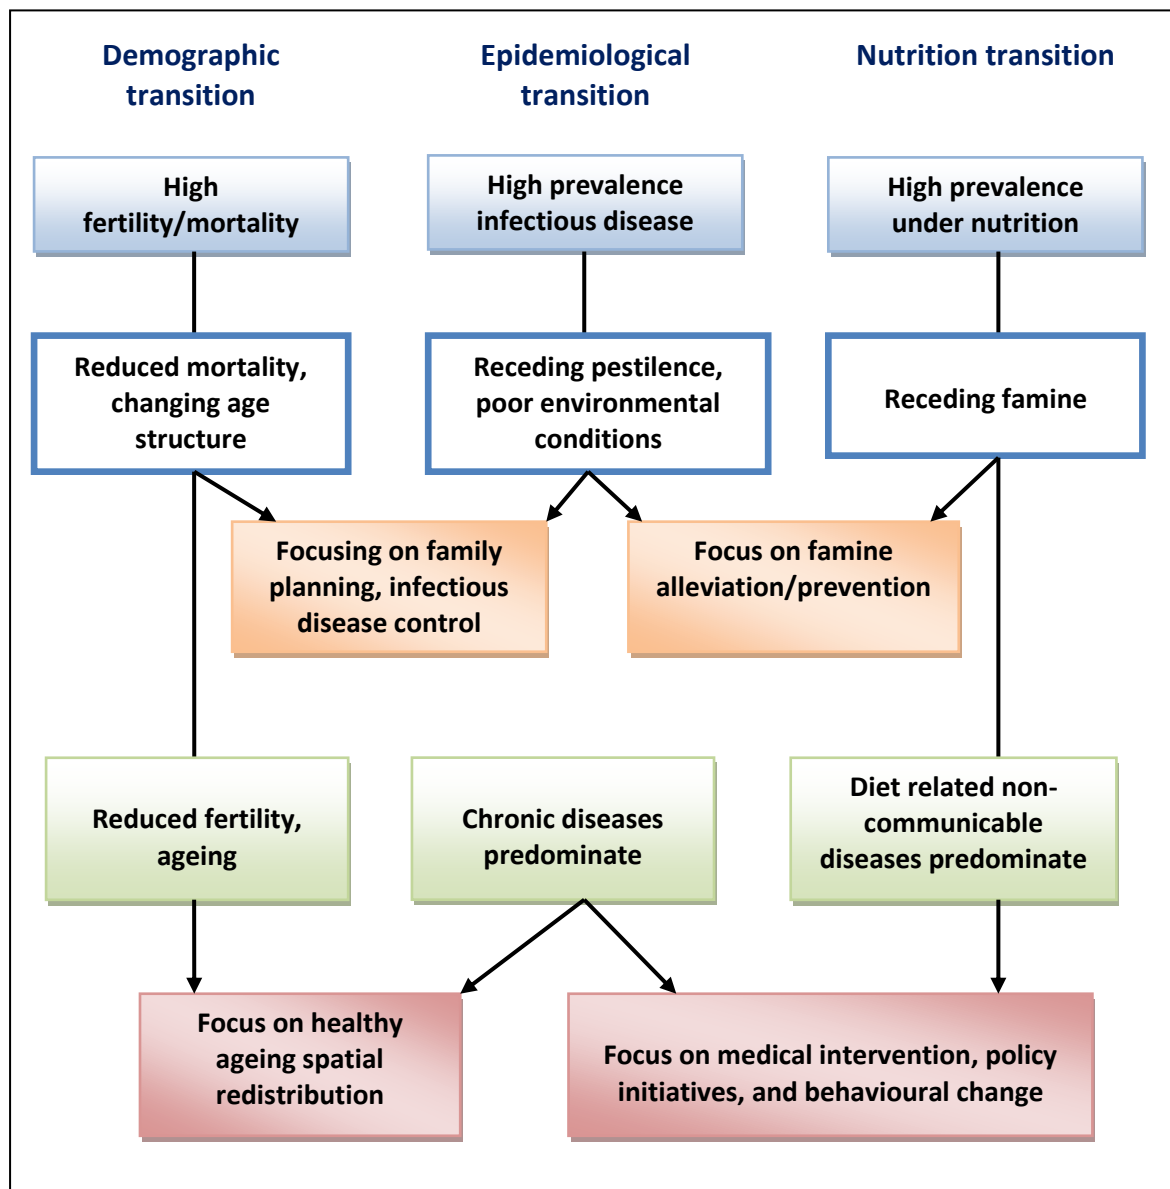 Demographic
transition
Epidemiological
transition
Nutrition transition
High
fertility/mortality
High prevalence
infectious disease
High prevalence
under nutrition
Reduced mortality,
changing age
structure
Receding pestilence,
poor environmental
conditions
Receding famine
Focusing on family
planning, infectious
disease control
Focus on famine
alleviation/prevention
Reduced fertility,
ageing
Chronic diseases
predominate
Diet related non-
communicable
diseases predominate
Focus on healthy
ageing spatial
redistribution
Focus on medical intervention, policy
initiatives, and behavioural change